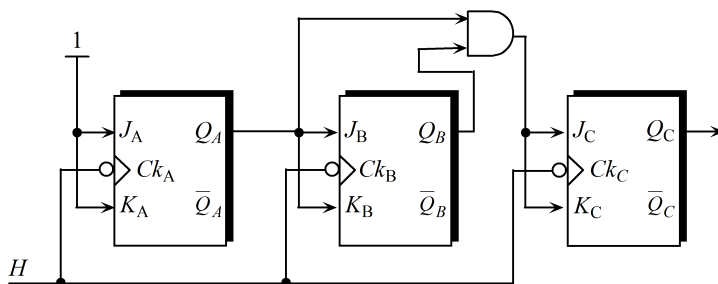 1
J_A Q_A J_B Q_B J_C Q_C
Ck_A Ck_B Ck_C
K_A Q̅_A K_B Q̅_B K_C Q̅_C
H